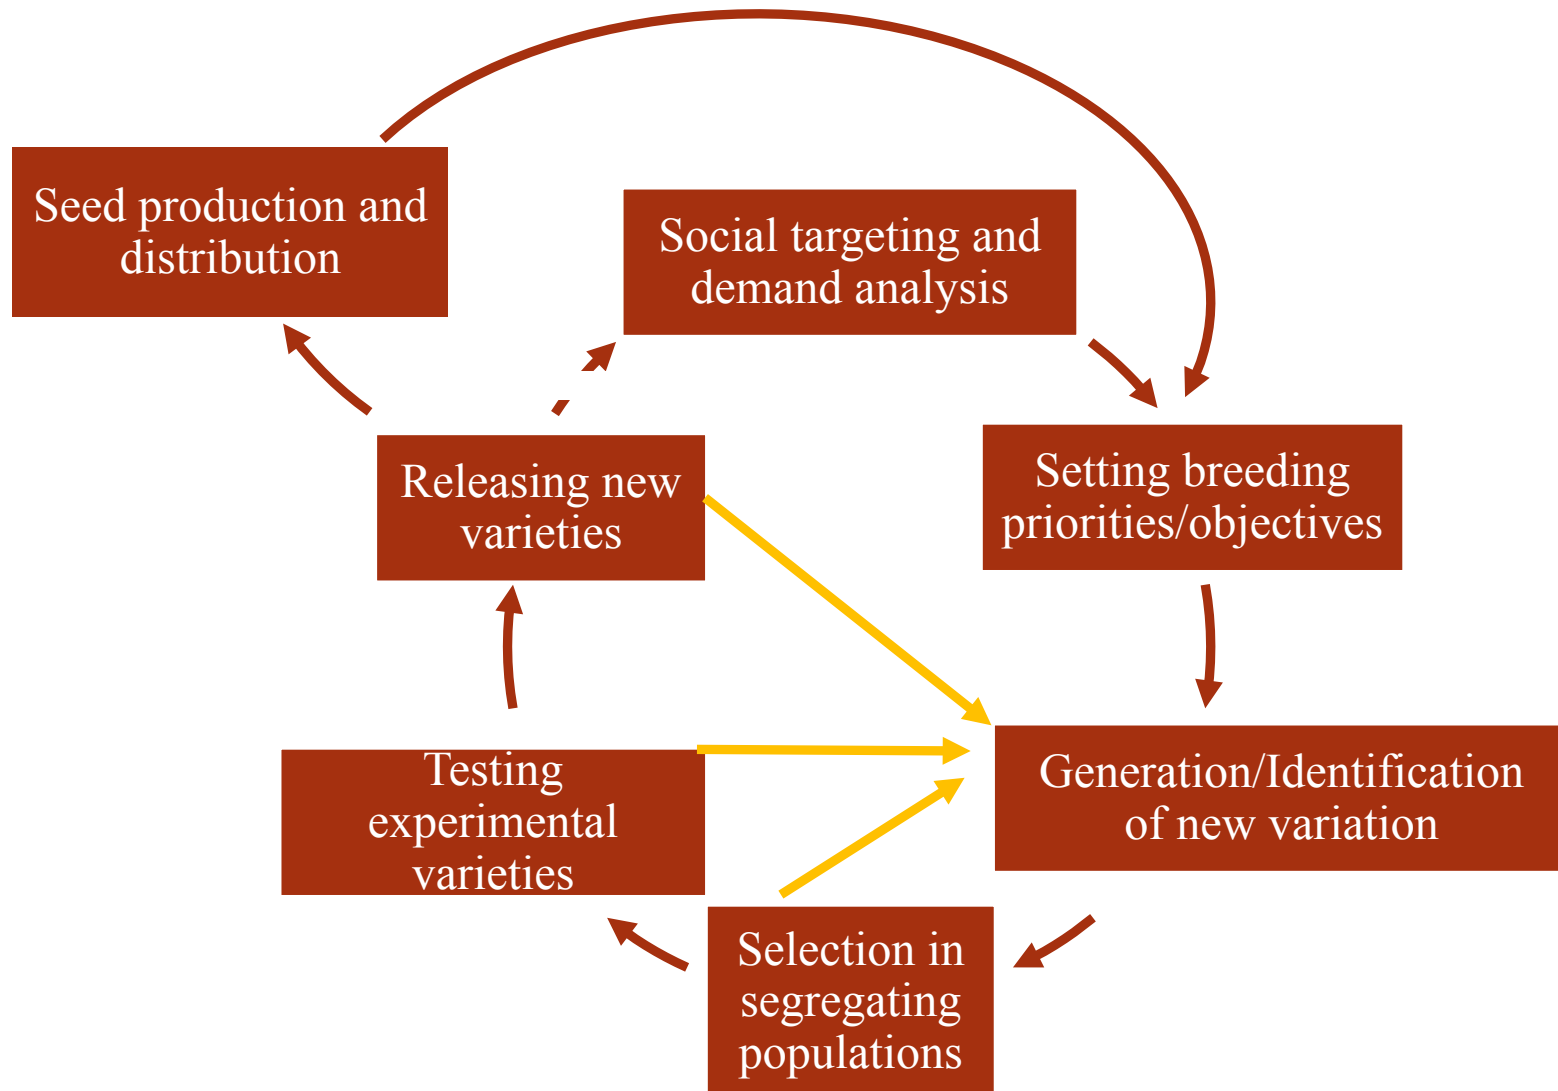 Seed production and
distribution
Social targeting and
demand analysis
Releasing new
varieties
Setting breeding
priorities/objectives
Testing
experimental
varieties
Generation/Identification
of new variation
Selection in
segregating
populations